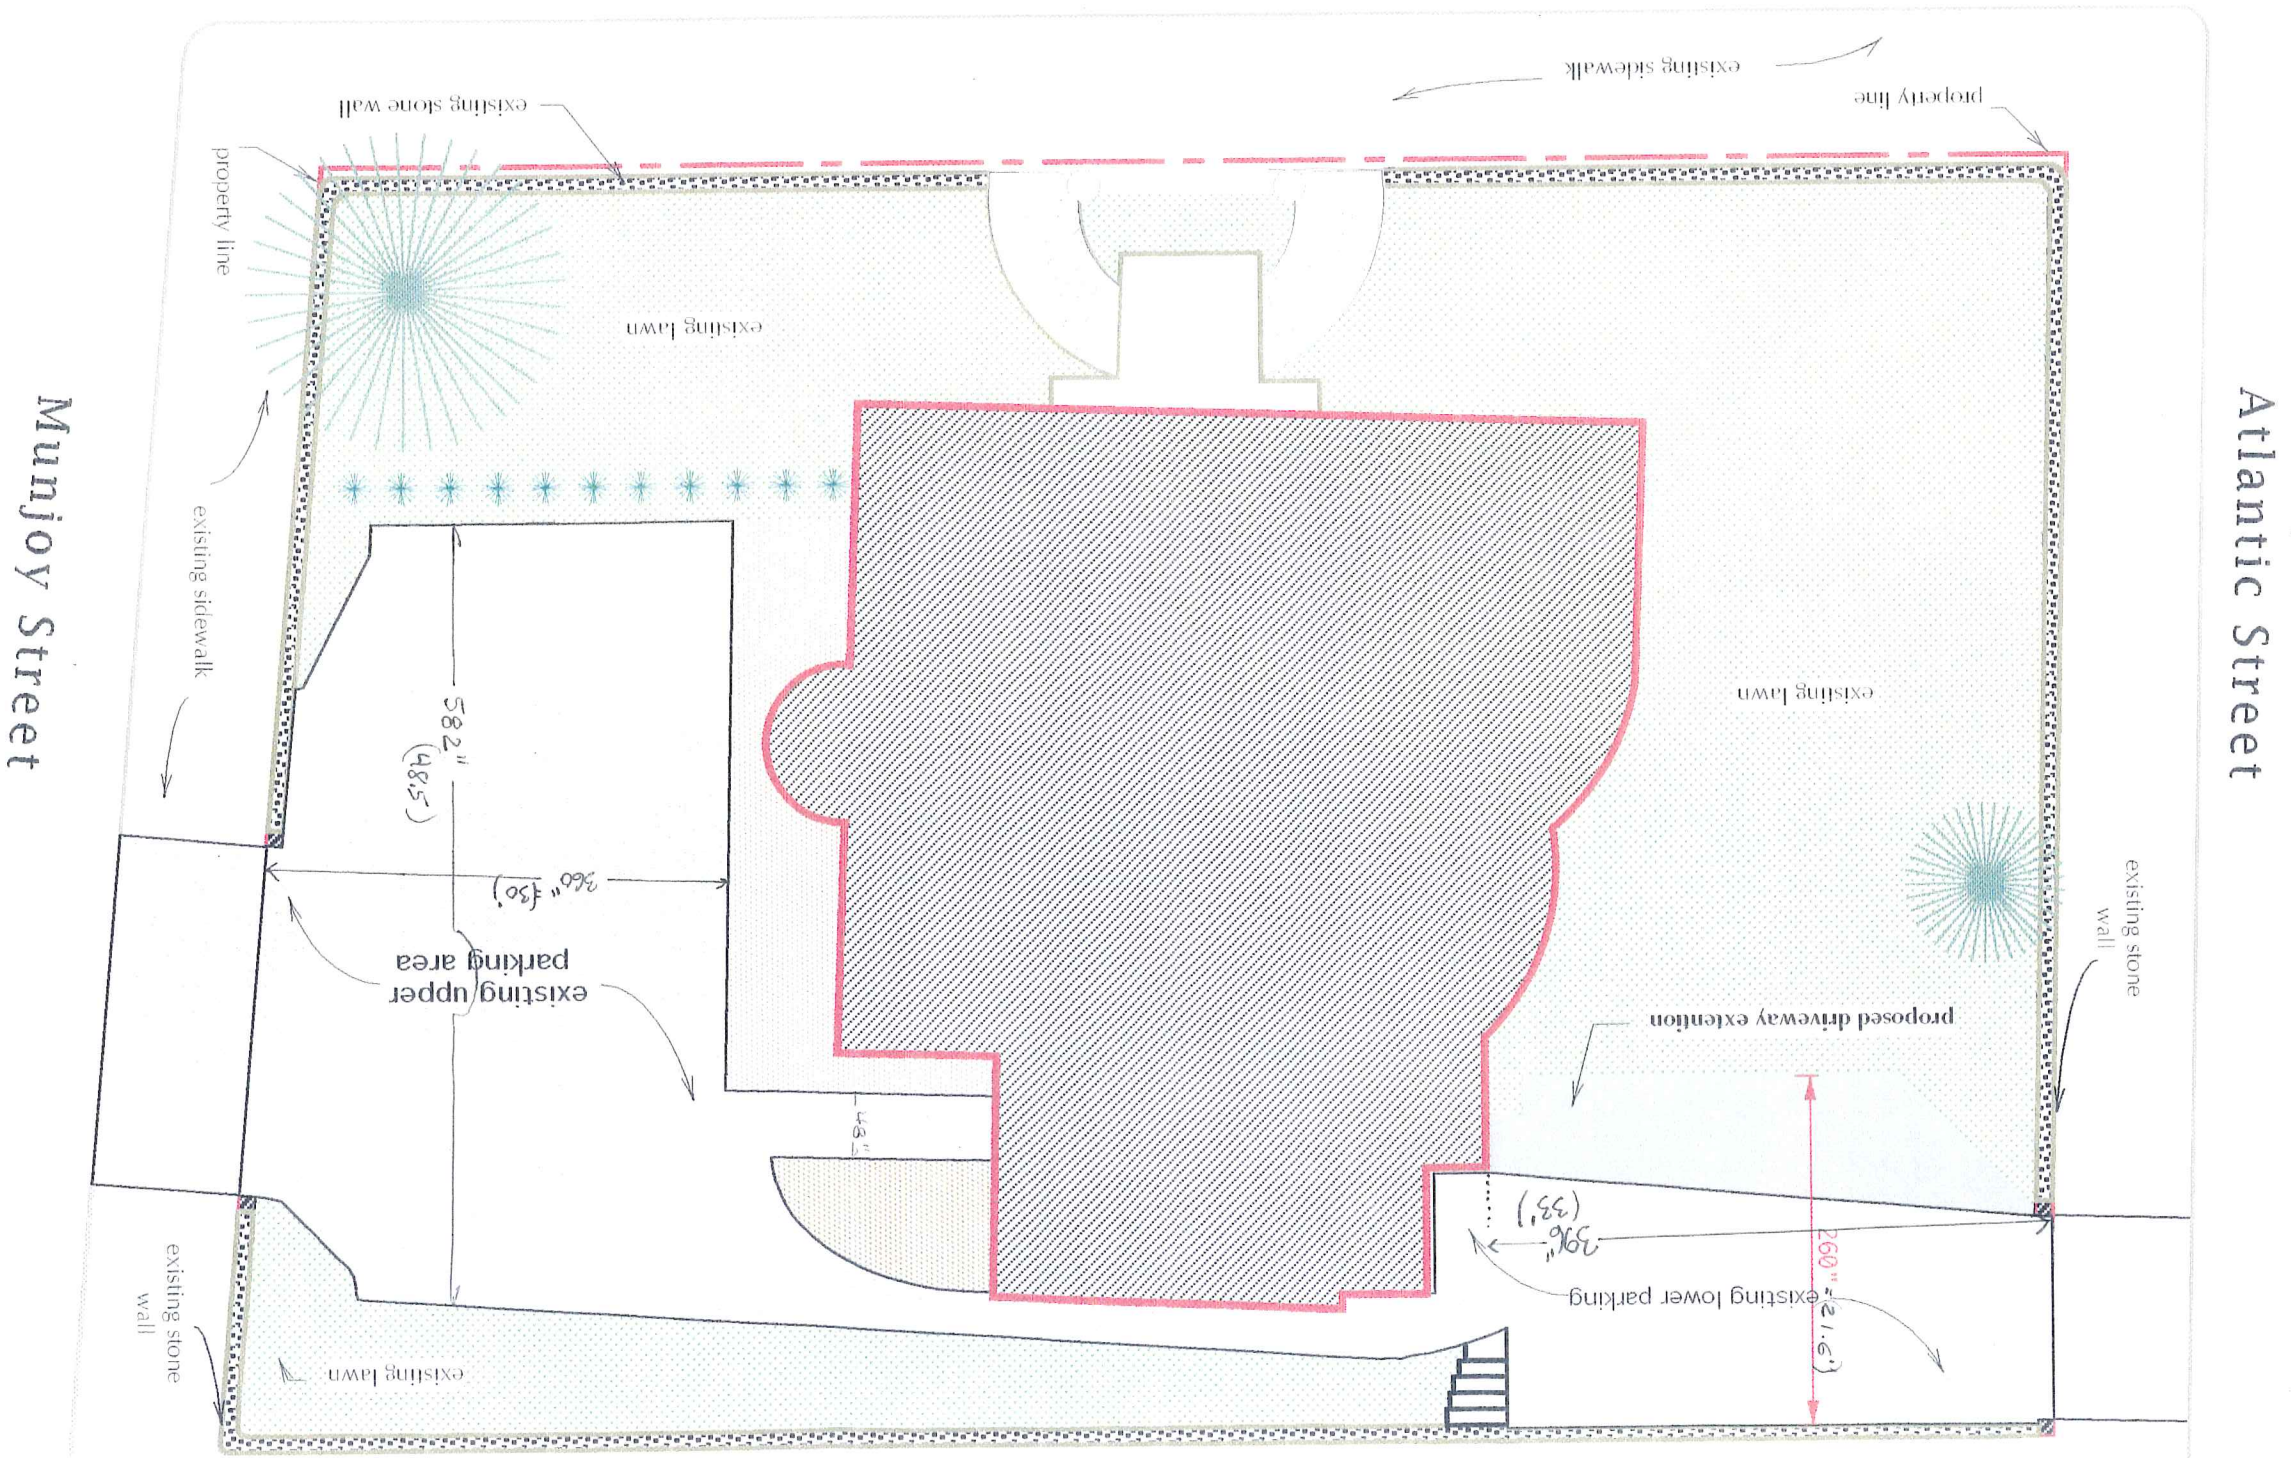 existing sidewalk
property line
existing stone wall
property line
existing lawn
Munjoy Street
Atlantic Street
existing sidewalk
582"
(48.5)
existing lawn
360" (30')
existing upper
parking area
existing stone
wall
proposed driveway extention
48"
396"
(33')
260" = 21.6')
existing lower parking
existing stone
wall
existing lawn